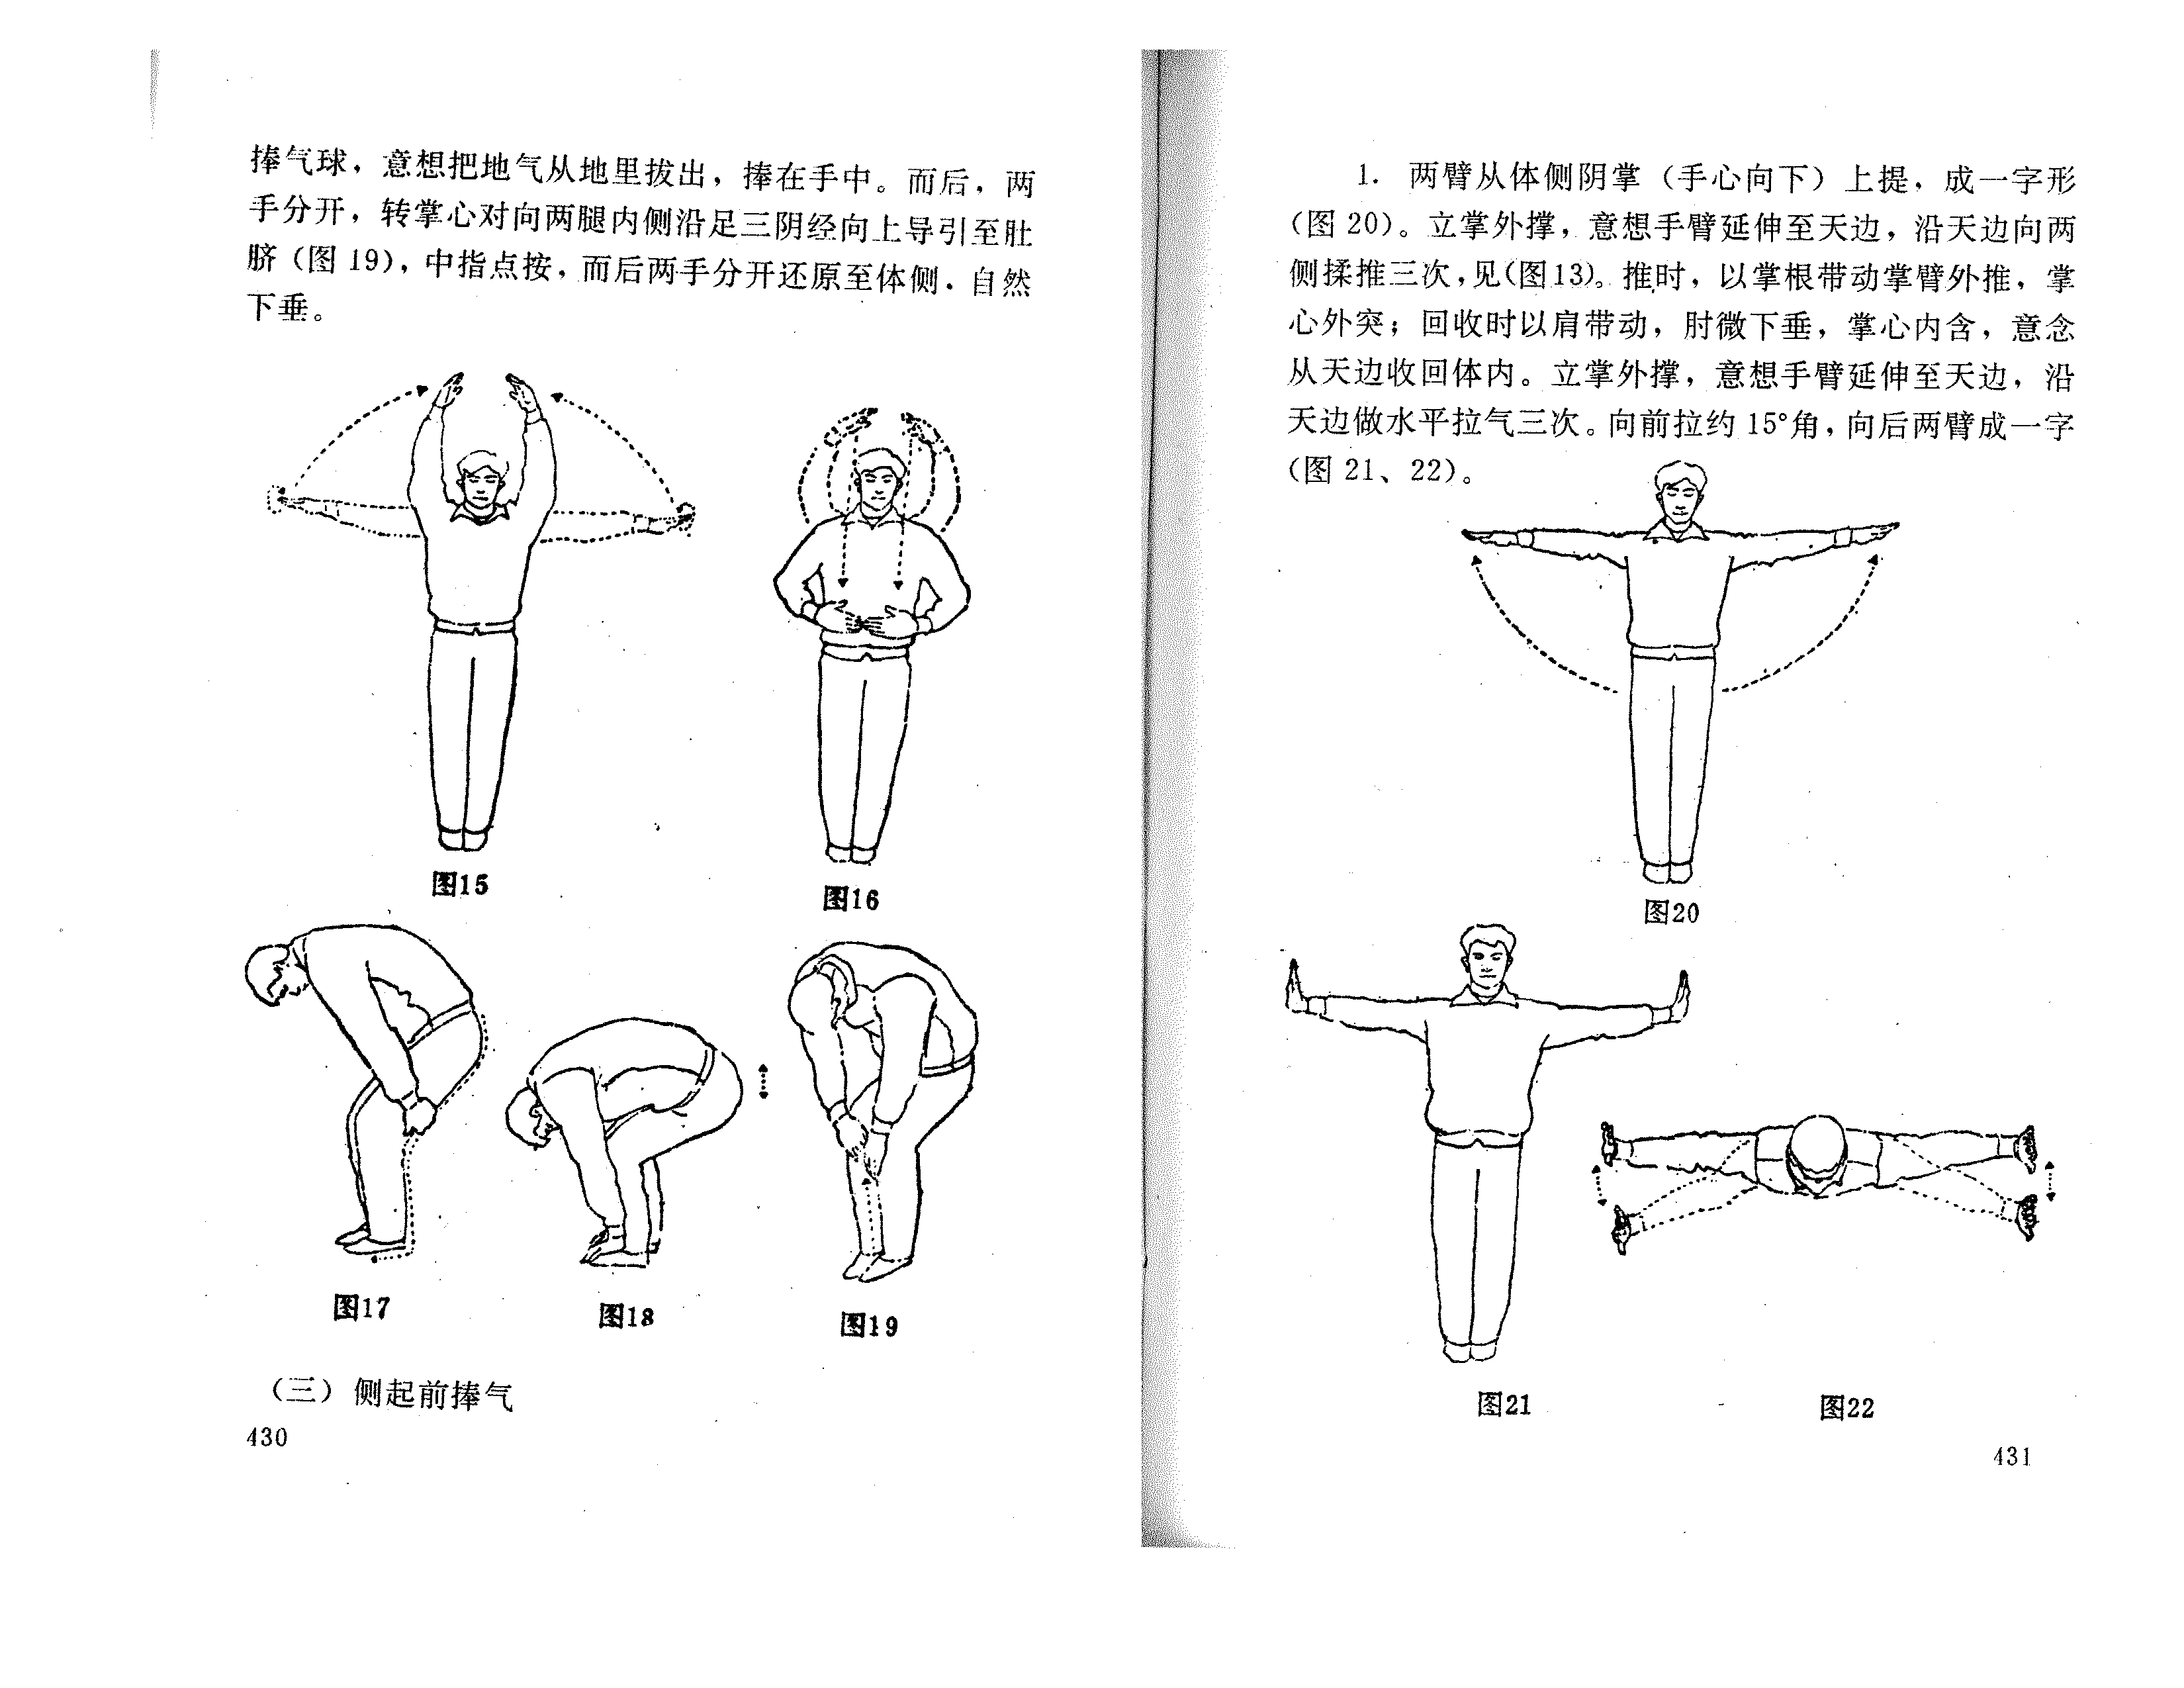 捧气球，意想把地气从地里拔出，捧在手中。而后，两
手分开，转掌心对向两腿内侧沿足三阴经向上导引至肚
脐（图 19），中指点按，而后两手分开还原至体侧．自然
下垂。
图15
图16
图17
图18
图19
（三）侧起前捧气
430
1． 两臂从体侧阴掌（手心向下）上提，成一字形
（图 20）。立掌外撑，意想手臂延伸至天边，沿天边向两
侧揉推三次，见（图13）。推时，以掌根带动掌臂外推，掌
心外突；回收时以肩带动，肘微下垂，掌心内含，意念
从天边收回体内。立掌外撑，意想手臂延伸至天边，沿
天边做水平拉气三次。向前拉约 15°角，向后两臂成一字
（图 21、22）。
图20
图21
图22
431